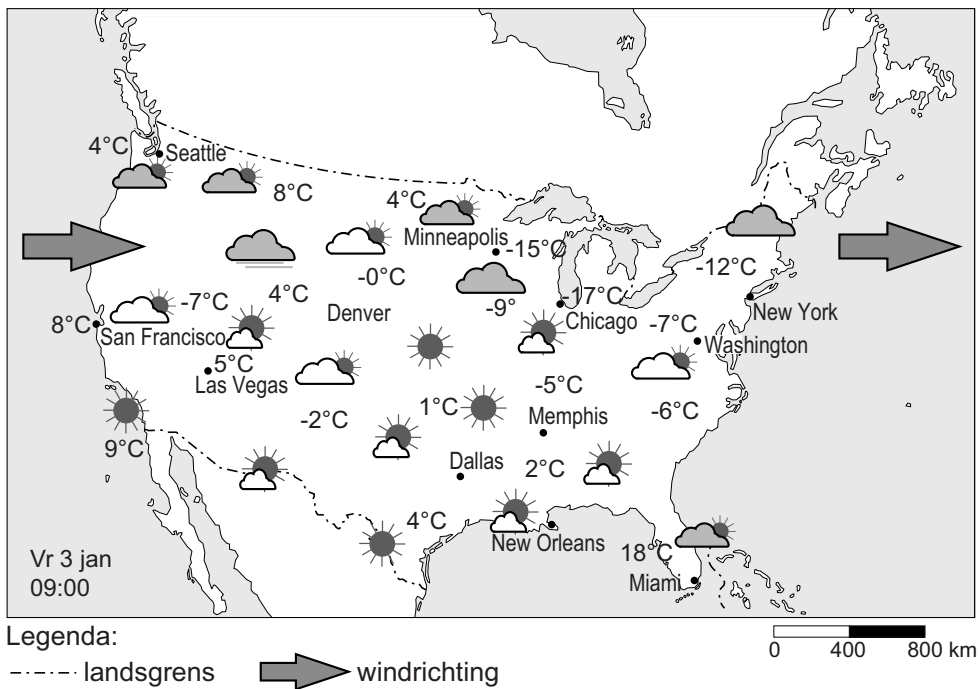 4°C
Seattle
8°C
4°C
Minneapolis
-15°C
-0°C
-12°C
-7°C
4°C
-9°
-17°C
Denver
New York
8°C
San Francisco
Chicago
-7°C
Washington
5°C
Las Vegas
-5°C
-2°C
1°C
-6°C
Memphis
9°C
Dallas
2°C
4°C
New Orleans
18°C
Miami
Vr 3 jan
09:00
Legenda:
landsgrens
windrichting
0 400 800 km